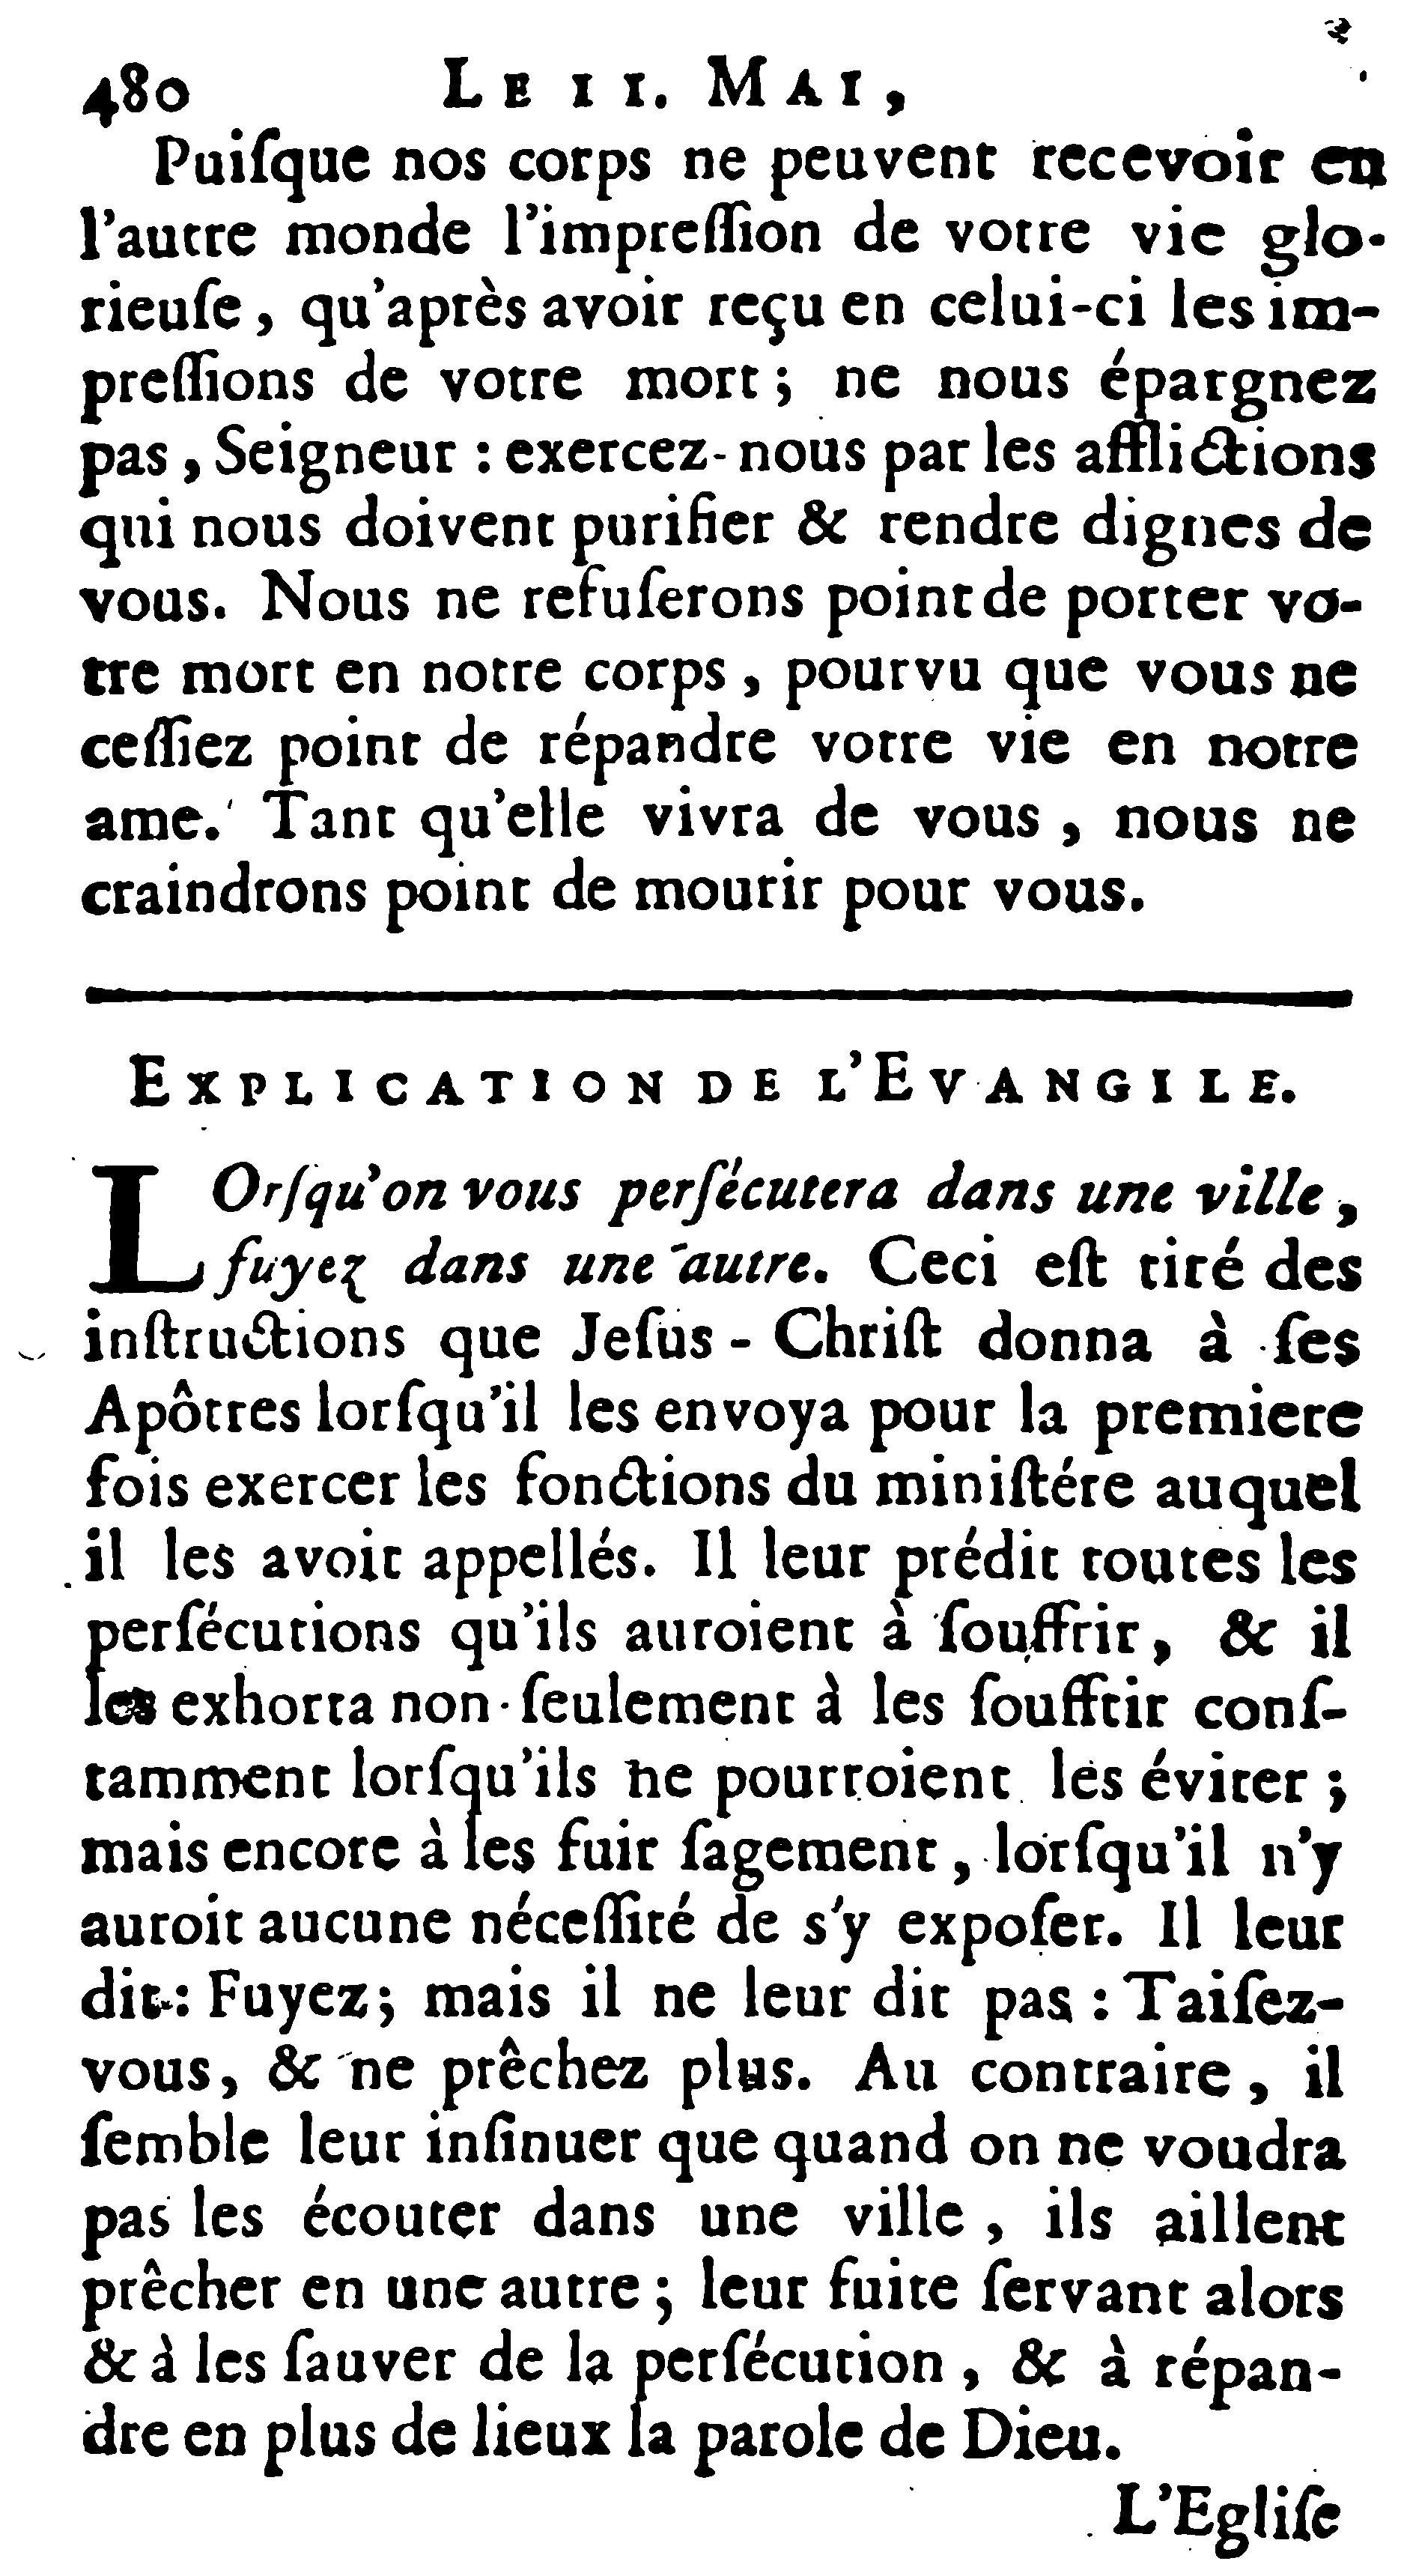 480 LE II. MAI,
Puiſque nos corps ne peuvent recevoir en
l'autre monde l'impreſſion de votre vie glo-
rieuſe, qu'après avoir reçu en celui-ci les im-
preſſions de votre mort ; ne nous épargnez
pas, Seigneur : exercez-nous par les afflictions
qui nous doivent purifier & rendre dignes de
vous. Nous ne refuſerons point de porter vo-
tre mort en notre corps, pourvu que vous ne
ceſſiez point de répandre votre vie en notre
ame. Tant qu'elle vivra de vous, nous ne
craindrons point de mourir pour vous.
EXPLICATION DE L'EVANGILE.
LOrſqu'on vous perſécutera dans une ville,
fuyez dans une autre. Ceci eſt tiré des
inſtructions que Jeſus-Chriſt donna à ſes
Apôtres lorſqu'il les envoya pour la premiere
fois exercer les fonctions du miniſtére auquel
il les avoit appellés. Il leur prédit toutes les
perſécutions qu'ils auroient à ſouffrir, & il
les exhorta non-ſeulement à les ſouffrir conſ-
tamment lorſqu'ils ne pourroient les éviter ;
mais encore à les fuir ſagement, lorſqu'il n'y
auroit aucune néceſſité de s'y expoſer. Il leur
dit : Fuyez ; mais il ne leur dit pas : Taiſez-
vous, & ne prêchez plus. Au contraire, il
ſemble leur inſinuer que quand on ne voudra
pas les écouter dans une ville, ils aillent
prêcher en une autre ; leur fuite ſervant alors
& à les ſauver de la perſécution, & à répan-
dre en plus de lieux la parole de Dieu.
L'Egliſe